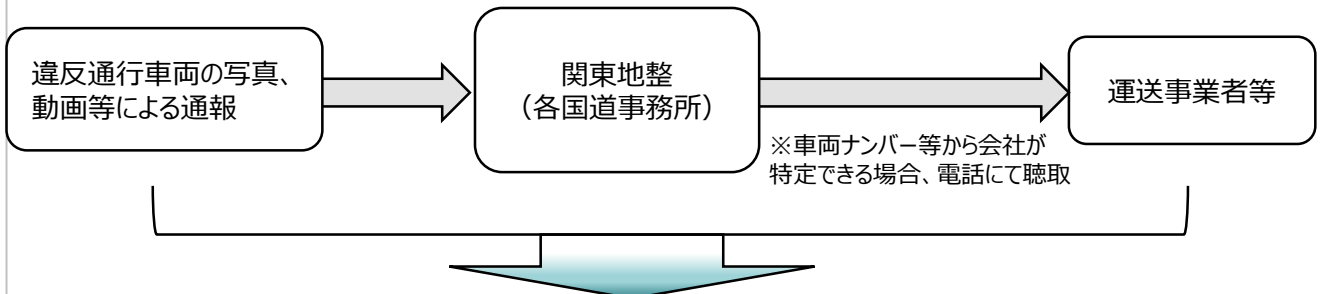 違反通行車両の写真、
動画等による通報
関東地整
（各国道事務所）
運送事業者等
※車両ナンバー等から会社が
特定できる場合、電話にて聴取